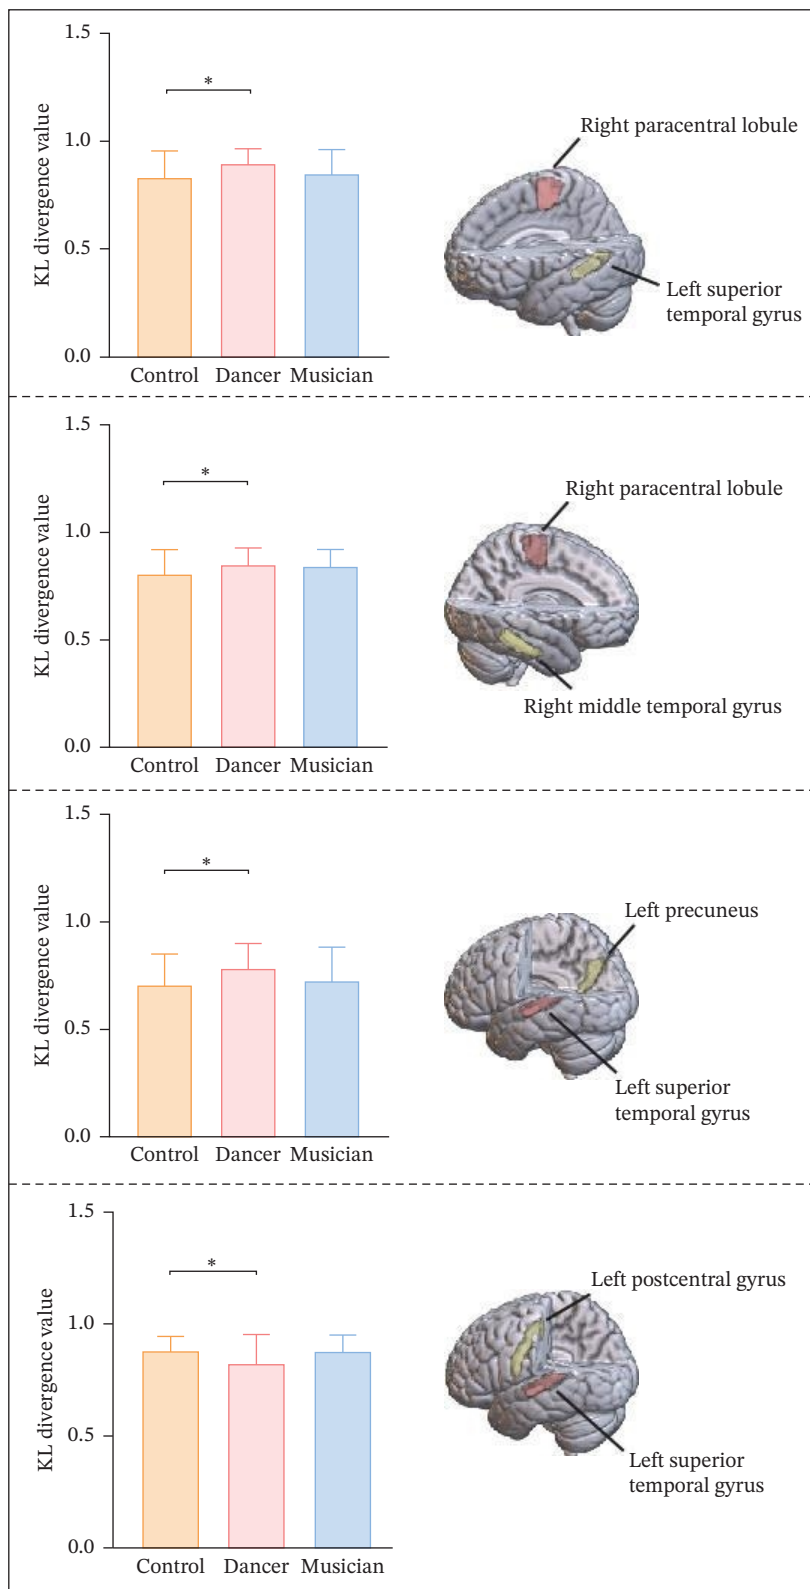 1.5
*
Right paracentral lobule
1.0
KL divergence value
0.5
Left superior
temporal gyrus
0.0
Control Dancer Musician
1.5
*
Right paracentral lobule
1.0
KL divergence value
0.5
Right middle temporal gyrus
0.0
Control Dancer Musician
1.5
*
Left precuneus
1.0
KL divergence value
0.5
Left superior
temporal gyrus
0.0
Control Dancer Musician
1.5
*
Left postcentral gyrus
1.0
KL divergence value
0.5
Left superior
temporal gyrus
0.0
Control Dancer Musician